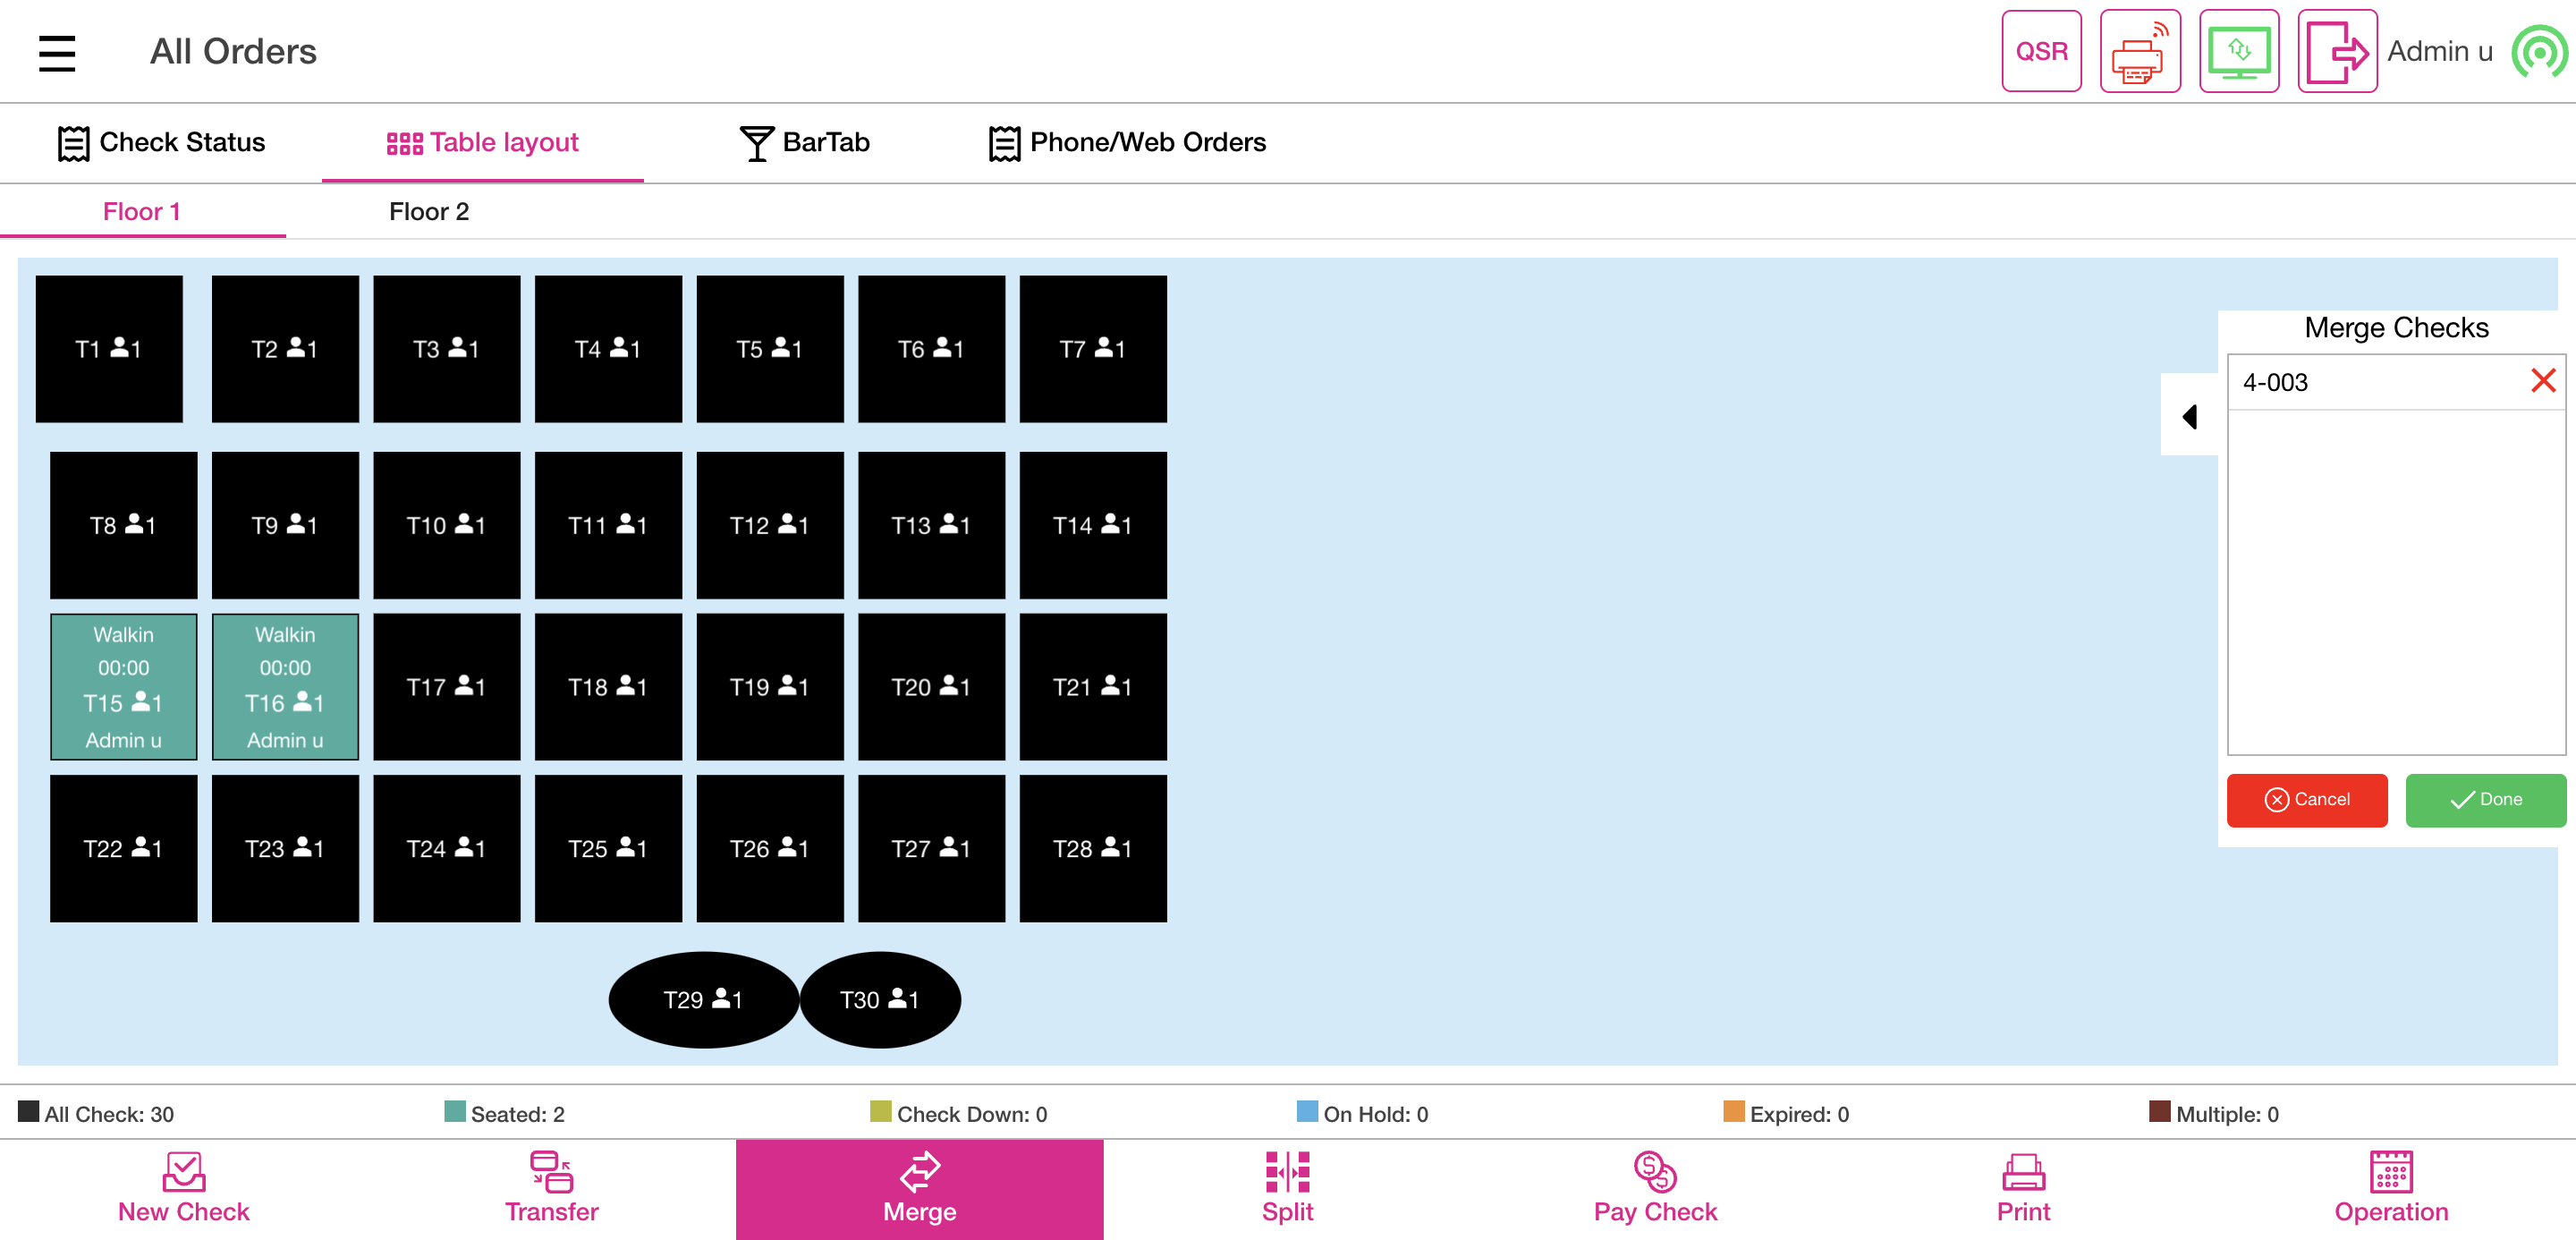 All Orders
QSR
Admin u
Check Status
Table layout
BarTab
Phone/Web Orders
Floor 1
Floor 2
T1 1
T2 1
T3 1
T4 1
T5 1
T6 1
T7 1
Merge Checks
4-003
T8 1
T9 1
T10 1
T11 1
T12 1
T13 1
T14 1
Walkin
00:00
T15 1
Admin u
Walkin
00:00
T16 1
Admin u
T17 1
T18 1
T19 1
T20 1
T21 1
Cancel
Done
T22 1
T23 1
T24 1
T25 1
T26 1
T27 1
T28 1
T29 1
T30 1
All Check: 30
Seated: 2
Check Down: 0
On Hold: 0
Expired: 0
Multiple: 0
New Check
Transfer
Merge
Split
Pay Check
Print
Operation